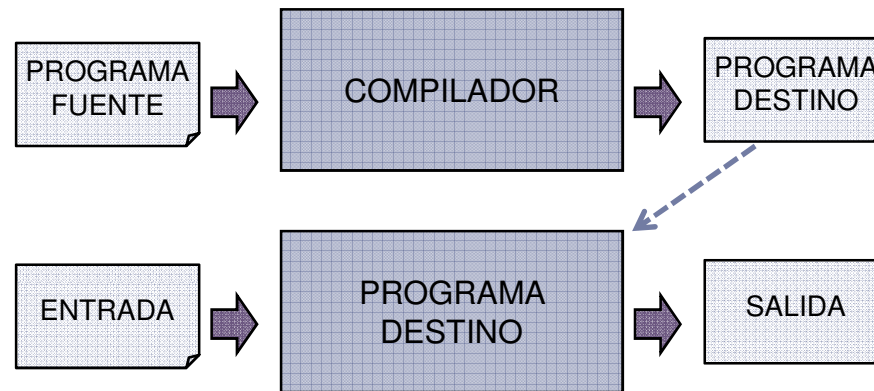 PROGRAMA
FUENTE
COMPILADOR
PROGRAMA
DESTINO
ENTRADA
PROGRAMA
DESTINO
SALIDA